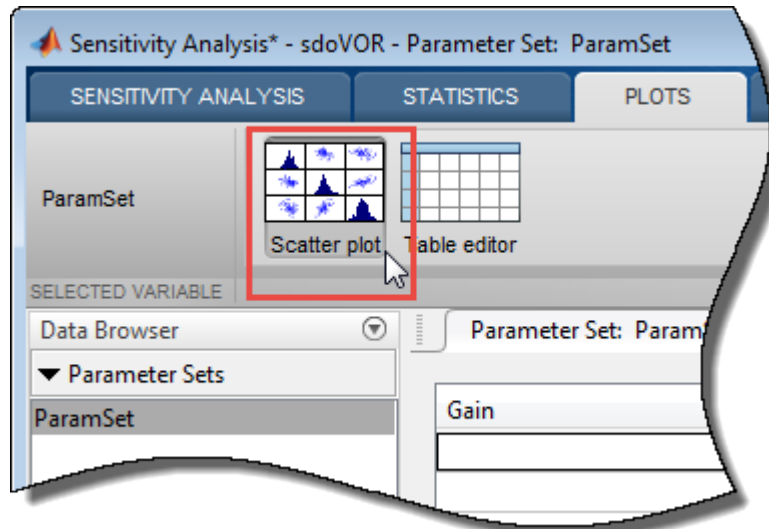 Sensitivity Analysis* - sdoVOR - Parameter Set: ParamSet
SENSITIVITY ANALYSIS STATISTICS PLOTS
ParamSet
Scatter plot Table editor
SELECTED VARIABLE
Data Browser
Parameter Set: Param
Parameter Sets
ParamSet
Gain